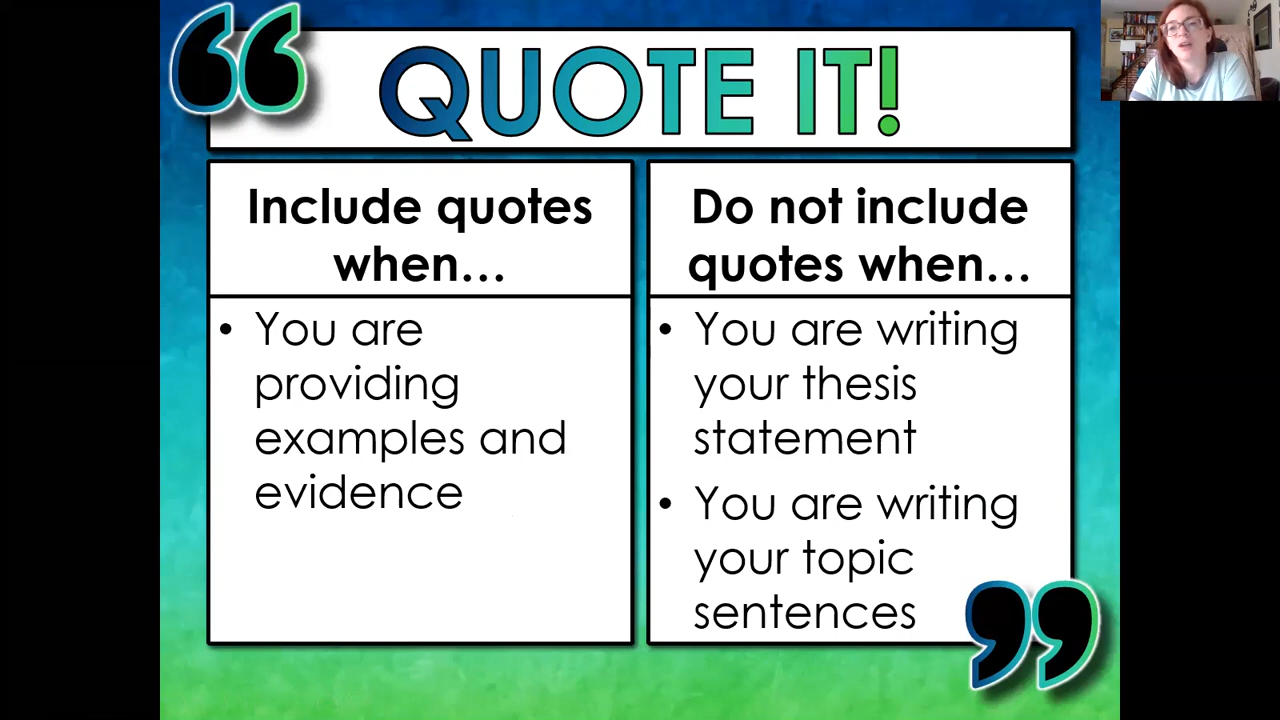 QUOTE IT!
Include quotes
when…
• You are
providing
examples and
evidence
Do not include
quotes when…
• You are writing
your thesis
statement
• You are writing
your topic
sentences